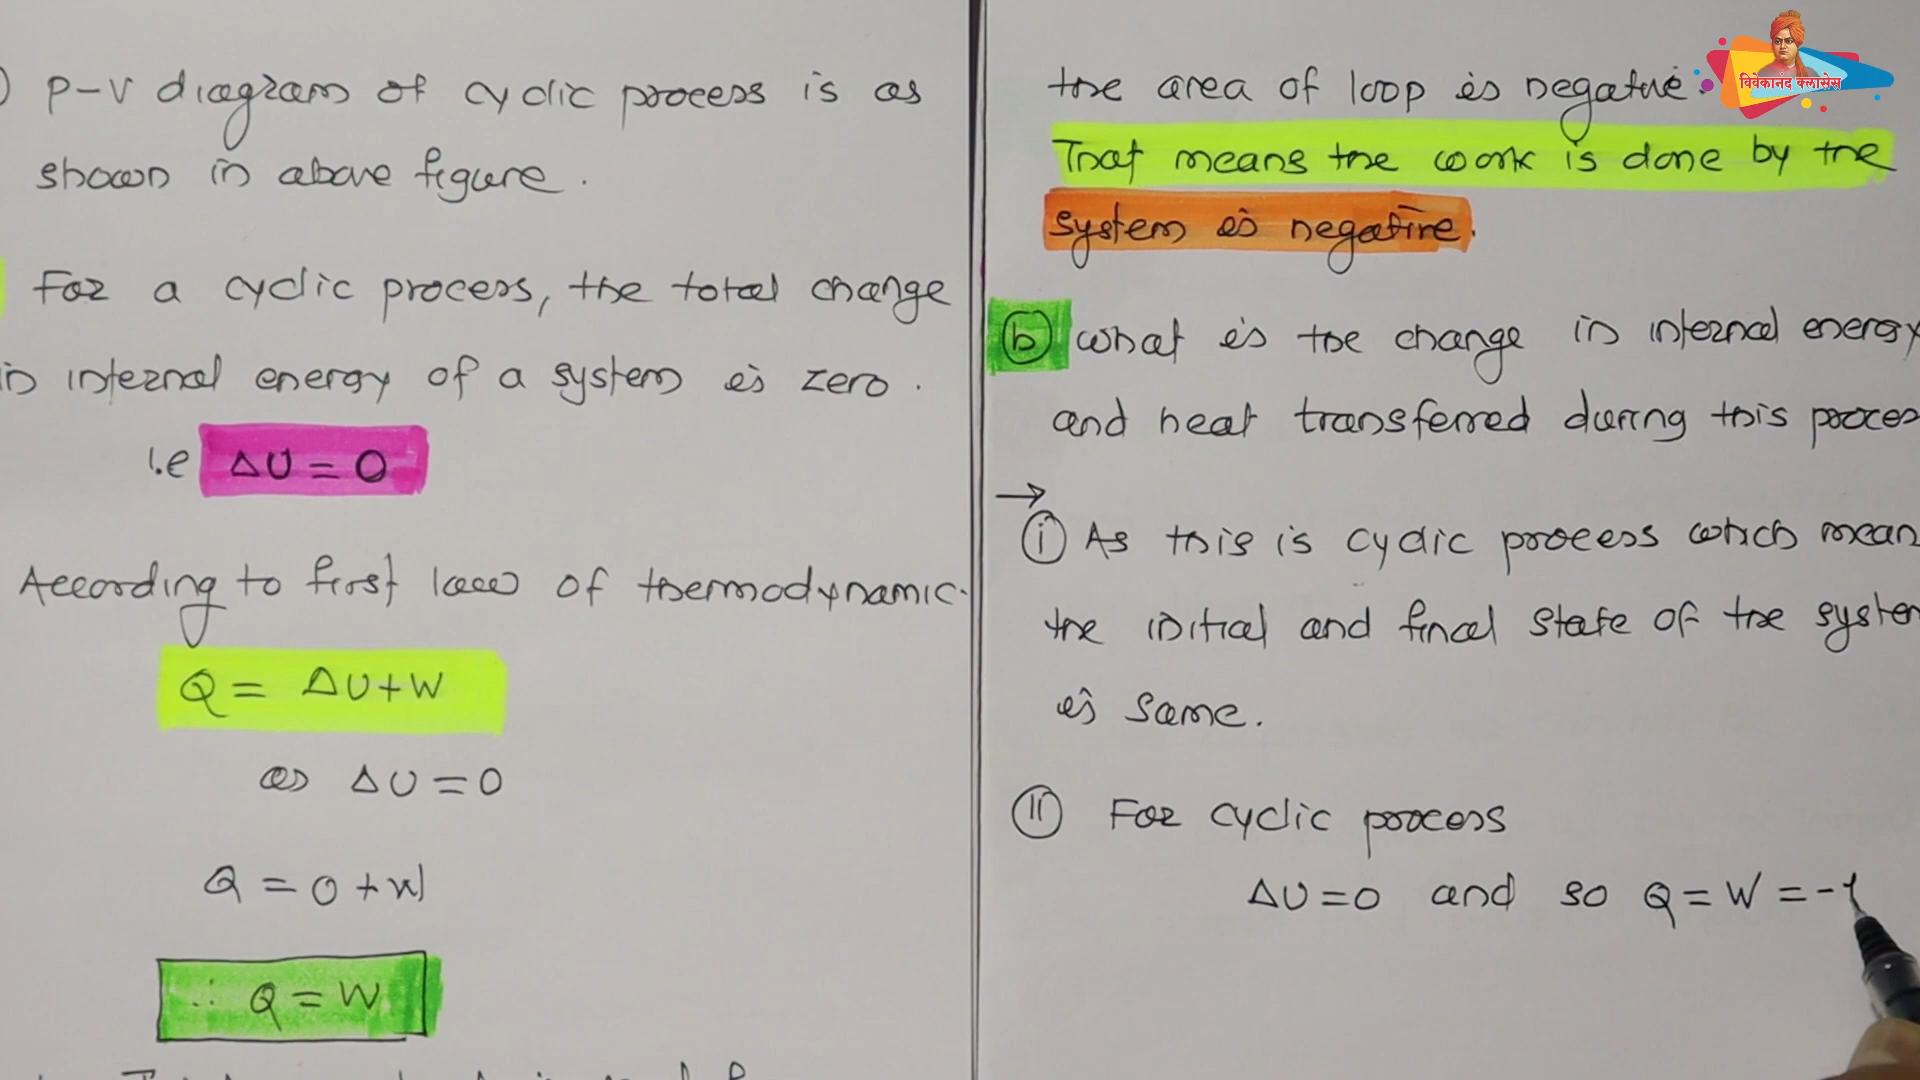 P-V diagram of cyclic process is as
shown in above figure.
For a cyclic process, the total change
in internal energy of a system is zero.
i.e ΔU = 0
According to first law of thermodynamic.
Q = ΔU+W
as ΔU = 0
Q = 0 + W
∴ Q = W
विवेकानंद क्लासेस
the area of loop is negative.
That means the work is done by the
system is negative.
(b) What is the change in internal energy
and heat transferred during this proces
→
(i) As this is cyclic process which mean
the initial and final state of the system
is same.
(ii) For cyclic process
ΔU = 0 and so Q = W = -1